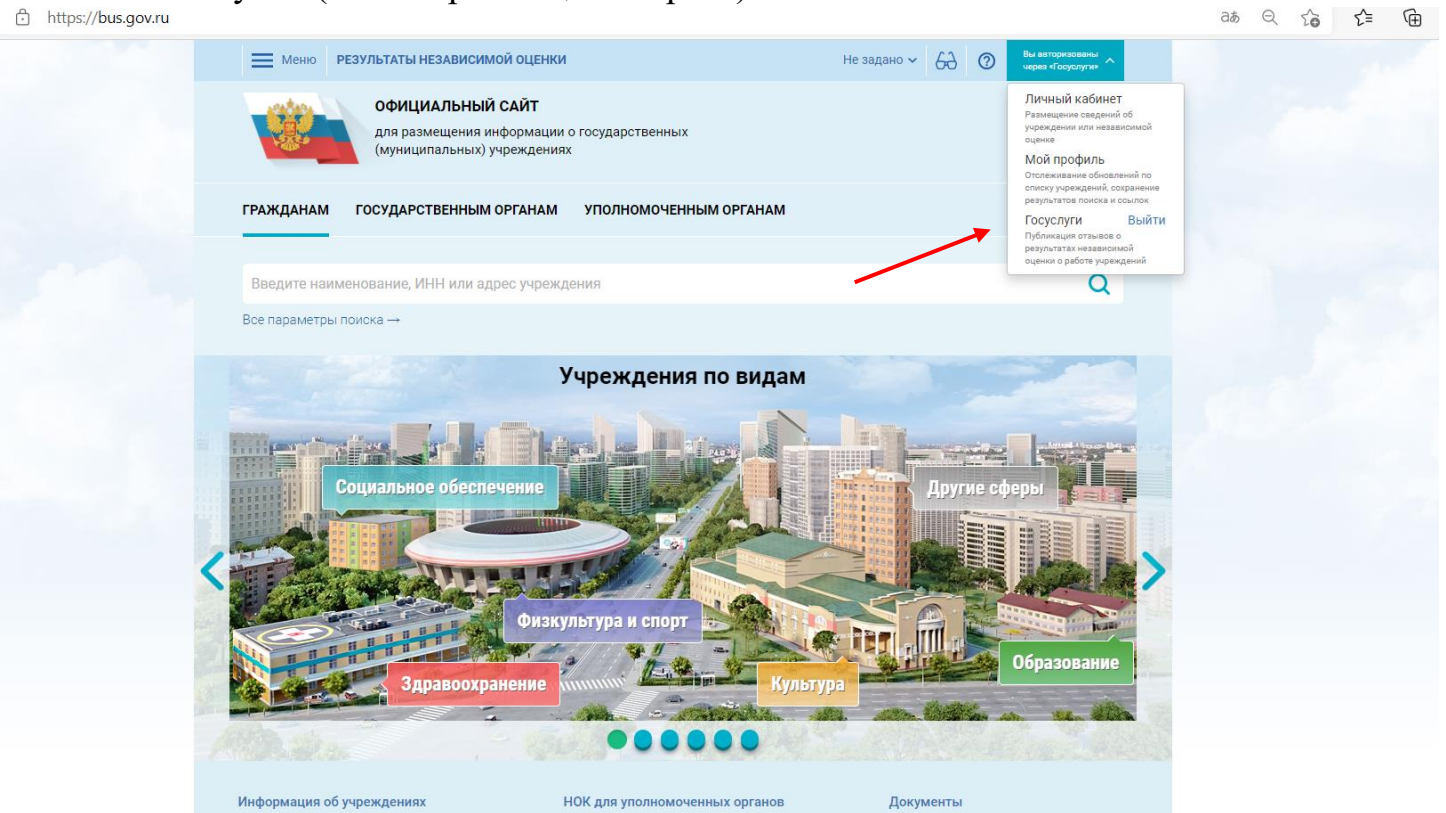 https://bus.gov.ru
Меню РЕЗУЛЬТАТЫ НЕЗАВИСИМОЙ ОЦЕНКИ Не задано
Вы авторизованы
через «Госуслуги»
ОФИЦИАЛЬНЫЙ САЙТ
для размещения информации о государственных
(муниципальных) учреждениях
Личный кабинет
Размещение сведений об
учреждении или независимой
оценке
Мой профиль
Отслеживание обновлений по
списку учреждений, сохранение
результатов поиска и ссылок
Госуслуги Выйти
Публикация отзывов о
результатах независимой
оценки о работе учреждений
ГРАЖДАНАМ ГОСУДАРСТВЕННЫМ ОРГАНАМ УПОЛНОМОЧЕННЫМ ОРГАНАМ
Введите наименование, ИНН или адрес учреждения
Все параметры поиска →
Учреждения по видам
Социальное обеспечение
Другие сферы
Физкультура и спорт
Образование
Здравоохранение
Культура
Информация об учреждениях НОК для уполномоченных органов Документы